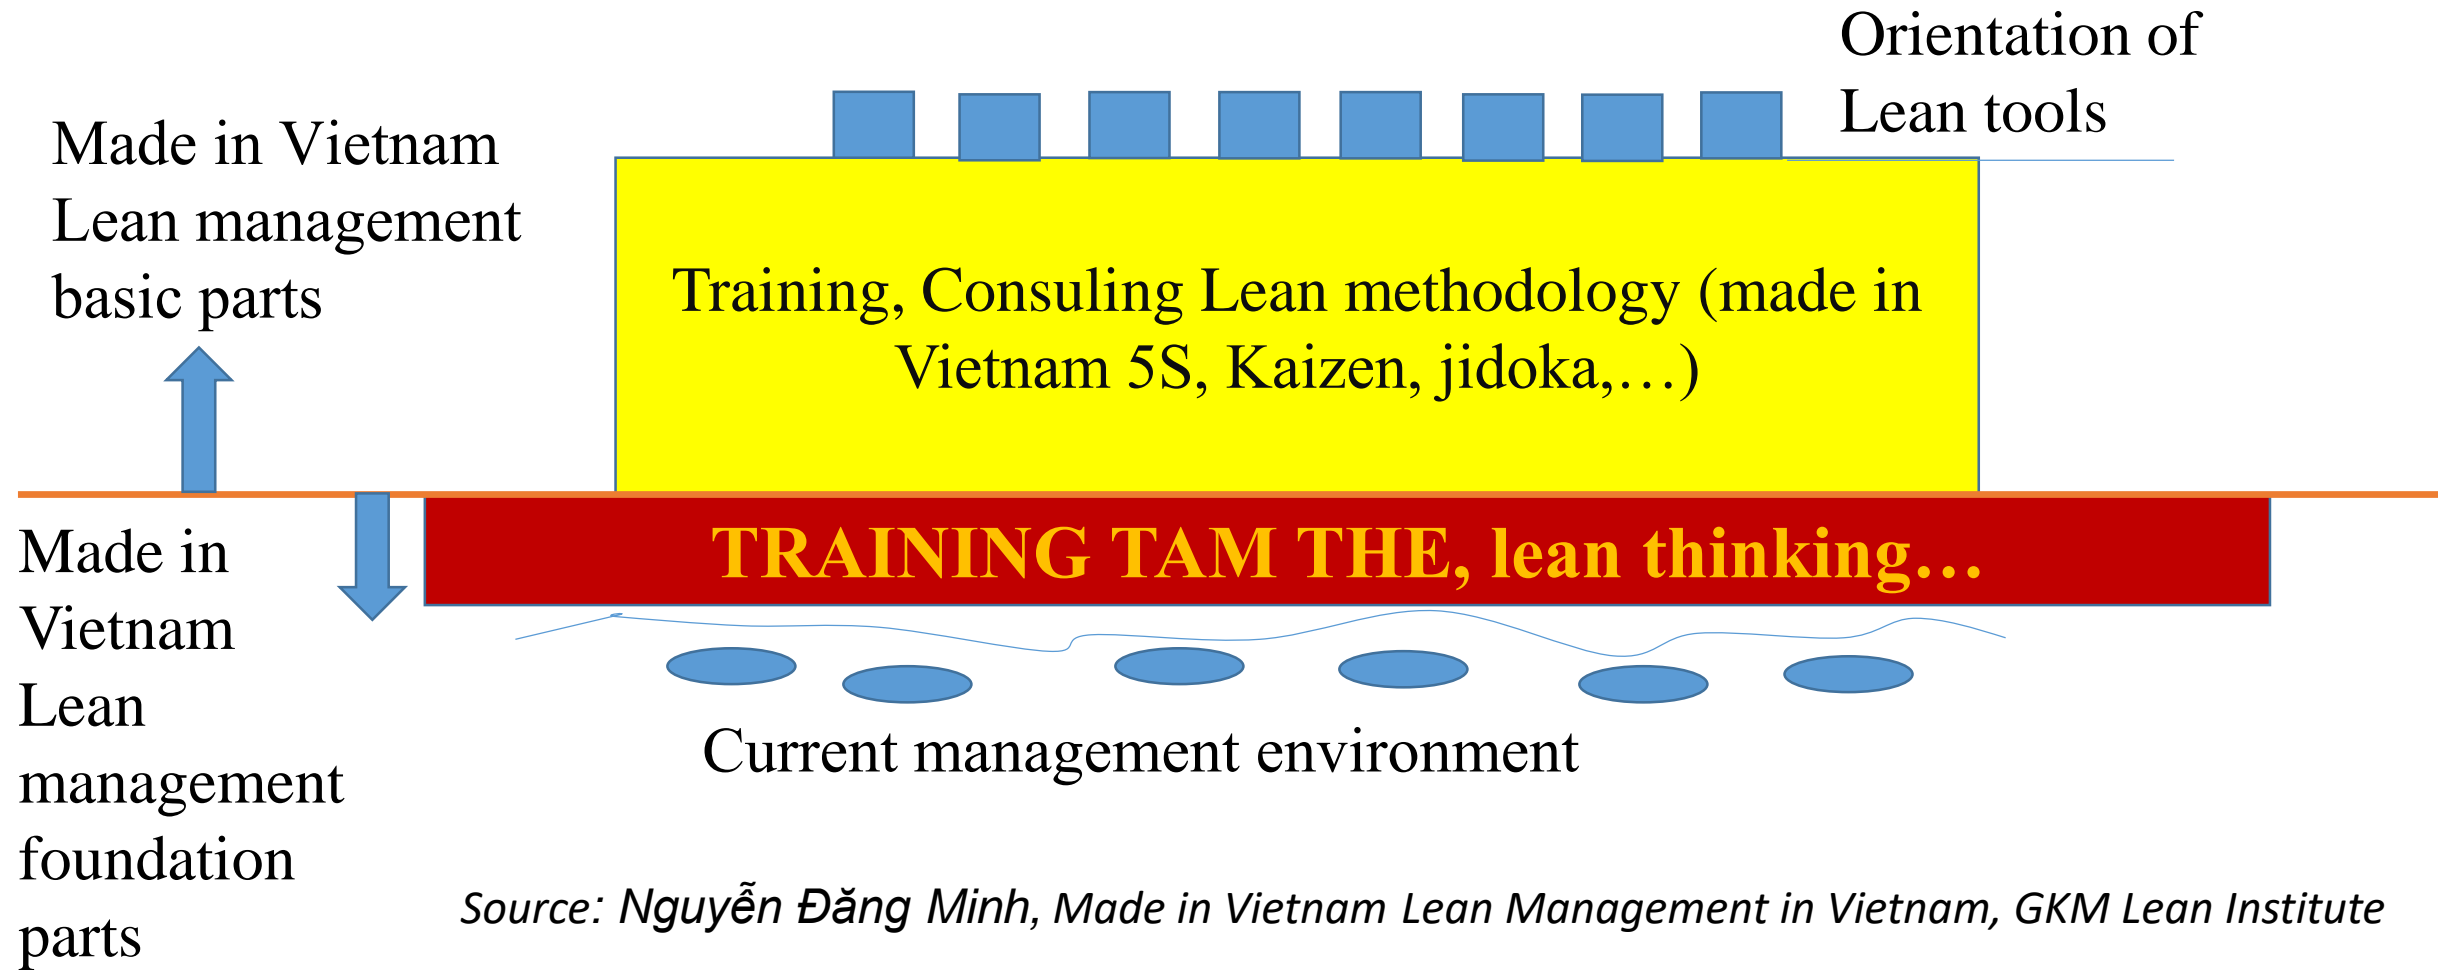 Orientation of
Lean tools
Made in Vietnam
Lean management
basic parts
Training, Consuling Lean methodology (made in
Vietnam 5S, Kaizen, jidoka,…)
TRAINING TAM THE, lean thinking…
Made in
Vietnam
Lean
management
foundation
parts
Current management environment
Source: Nguyễn Đăng Minh, Made in Vietnam Lean Management in Vietnam, GKM Lean Institute